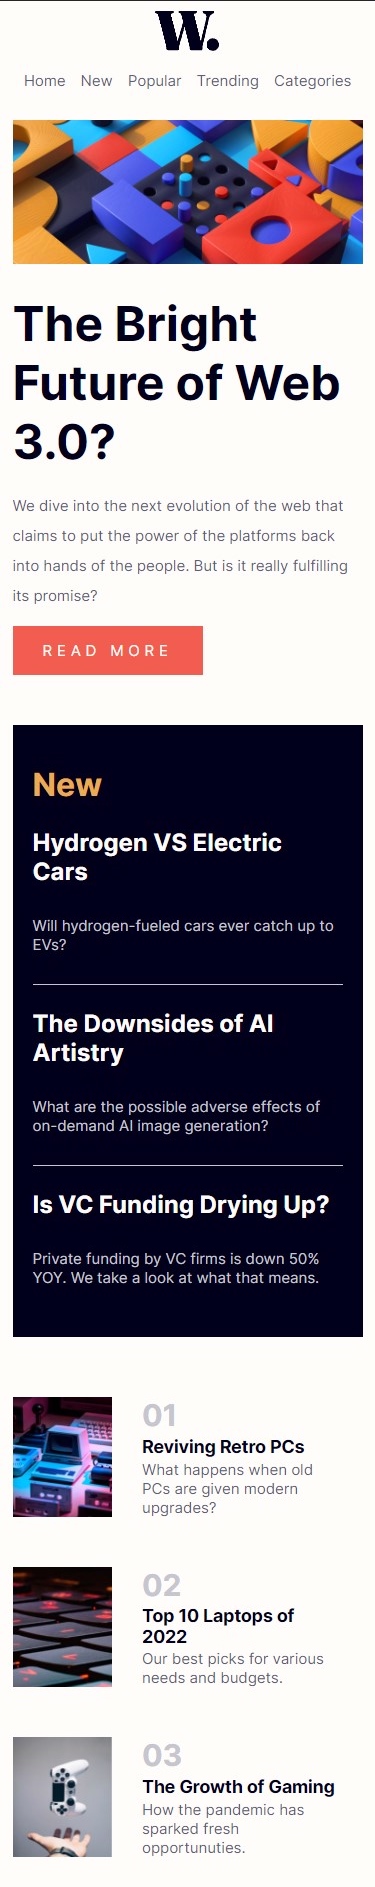 W.
Home New Popular Trending Categories
The Bright
Future of Web
3.0?
We dive into the next evolution of the web that
claims to put the power of the platforms back
into hands of the people. But is it really fulfilling
its promise?
READ MORE
New
Hydrogen VS Electric
Cars
Will hydrogen-fueled cars ever catch up to
EVs?
The Downsides of AI
Artistry
What are the possible adverse effects of
on-demand AI image generation?
Is VC Funding Drying Up?
Private funding by VC firms is down 50%
YOY. We take a look at what that means.
01
Reviving Retro PCs
What happens when old
PCs are given modern
upgrades?
02
Top 10 Laptops of
2022
Our best picks for various
needs and budgets.
03
The Growth of Gaming
How the pandemic has
sparked fresh
opportunuties.